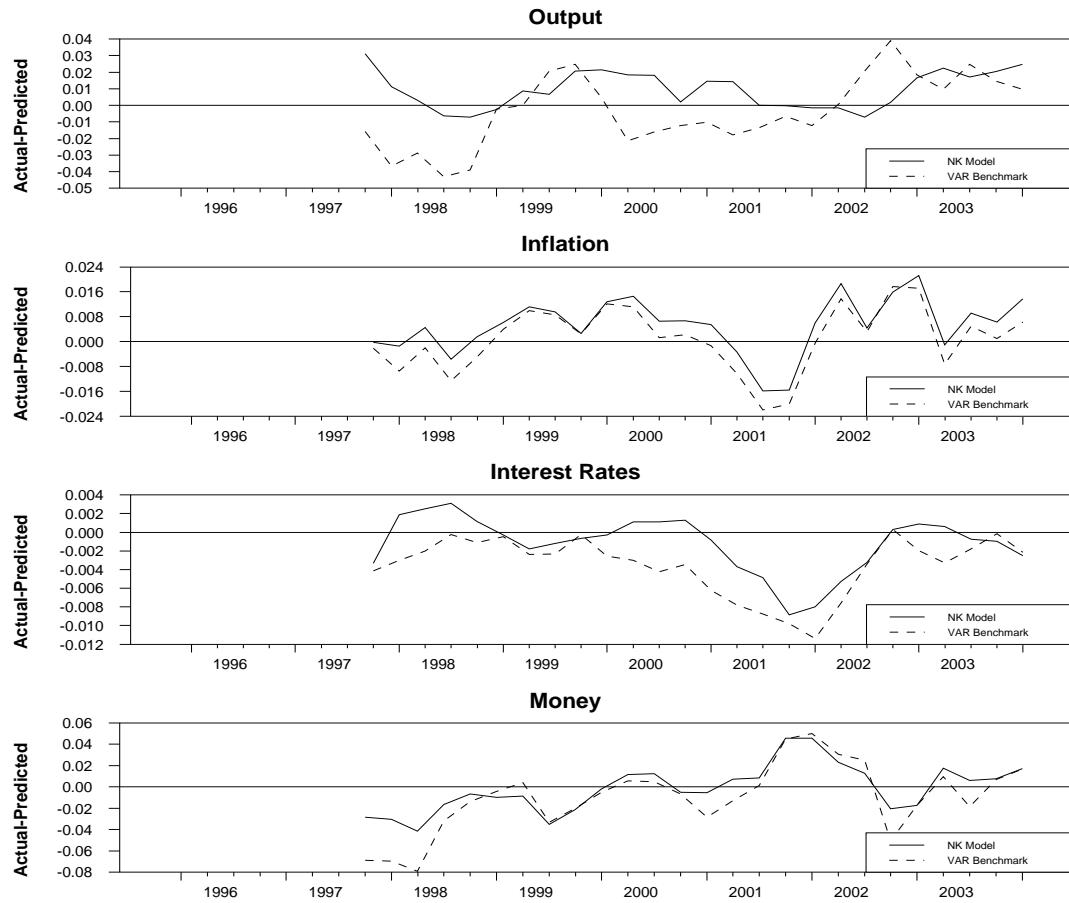 Output
Actual-Predicted
0.04
0.03
0.02
0.01
0.00
-0.01
-0.02
-0.03
-0.04
-0.05
NK Model
VAR Benchmark
1996 1997 1998 1999 2000 2001 2002 2003
Inflation
Actual-Predicted
0.024
0.016
0.008
0.000
-0.008
-0.016
-0.024
NK Model
VAR Benchmark
1996 1997 1998 1999 2000 2001 2002 2003
Interest Rates
Actual-Predicted
0.004
0.002
0.000
-0.002
-0.004
-0.006
-0.008
-0.010
-0.012
NK Model
VAR Benchmark
1996 1997 1998 1999 2000 2001 2002 2003
Money
Actual-Predicted
0.06
0.04
0.02
0.00
-0.02
-0.04
-0.06
-0.08
NK Model
VAR Benchmark
1996 1997 1998 1999 2000 2001 2002 2003